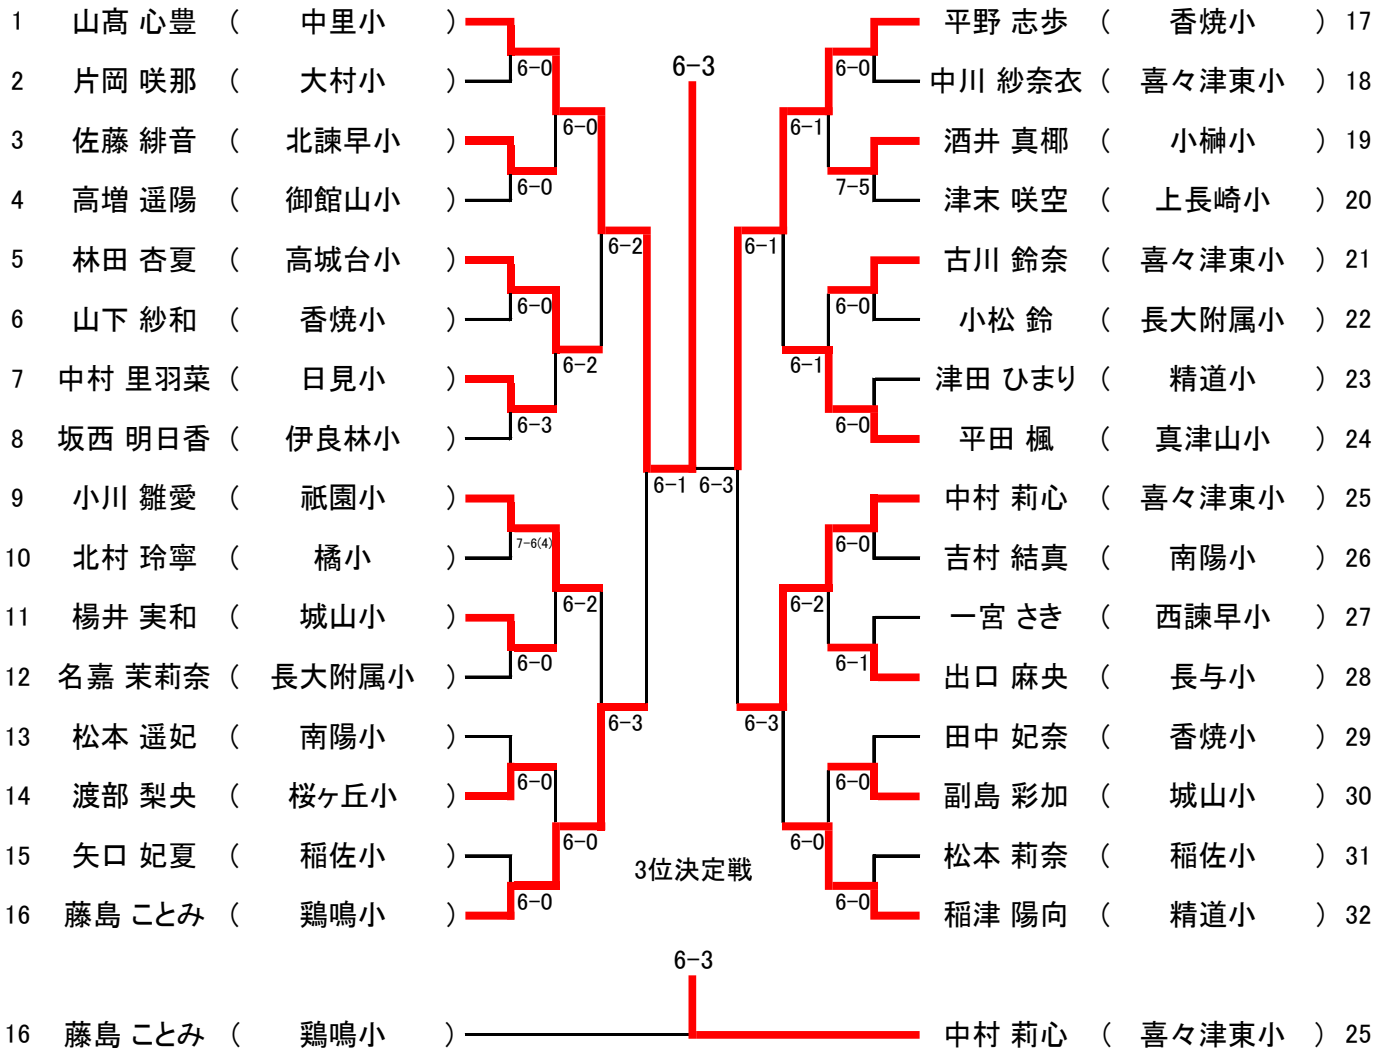 1 山髙 心豊 ( 中里小 ) 平野 志歩 ( 香焼小 ) 17
6-0 6-3 6-0
2 片岡 咲那 ( 大村小 ) 中川 紗奈衣 ( 喜々津東小 ) 18
6-0 6-1
3 佐藤 緋音 ( 北諫早小 ) 酒井 真梛 ( 小榊小 ) 19
6-0 7-5
4 高増 遥陽 ( 御館山小 ) 津末 咲空 ( 上長崎小 ) 20
6-2 6-1
5 林田 杏夏 ( 高城台小 ) 古川 鈴奈 ( 喜々津東小 ) 21
6-0 6-0
6 山下 紗和 ( 香焼小 ) 小松 鈴 ( 長大附属小 ) 22
6-2 6-1
7 中村 里羽菜 ( 日見小 ) 津田 ひまり ( 精道小 ) 23
6-3 6-0
8 坂西 明日香 ( 伊良林小 ) 平田 楓 ( 真津山小 ) 24
6-1 6-3
9 小川 雛愛 ( 祇園小 ) 中村 莉心 ( 喜々津東小 ) 25
7-6(4) 6-0
10 北村 玲寧 ( 橘小 ) 吉村 結真 ( 南陽小 ) 26
6-2 6-2
11 楊井 実和 ( 城山小 ) 一宮 さき ( 西諫早小 ) 27
6-0 6-1
12 名嘉 茉莉奈 ( 長大附属小 ) 出口 麻央 ( 長与小 ) 28
6-3 6-3
13 松本 遥妃 ( 南陽小 ) 田中 妃奈 ( 香焼小 ) 29
6-0 6-0
14 渡部 梨央 ( 桜ヶ丘小 ) 副島 彩加 ( 城山小 ) 30
6-0 6-0
15 矢口 妃夏 ( 稲佐小 ) 3位決定戦 松本 莉奈 ( 稲佐小 ) 31
6-0 6-0
16 藤島 ことみ ( 鶏鳴小 ) 稲津 陽向 ( 精道小 ) 32
6-3
16 藤島 ことみ ( 鶏鳴小 ) 中村 莉心 ( 喜々津東小 ) 25